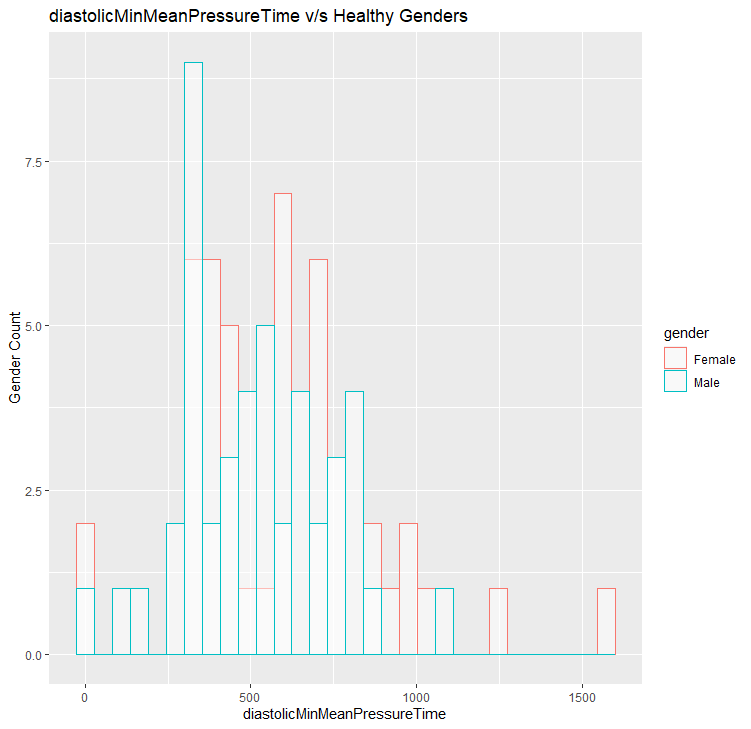 diastolicMinMeanPressureTime v/s Healthy Genders
Gender Count
7.5
5.0
2.5
0.0
0
500
1000
1500
diastolicMinMeanPressureTime
gender
Female
Male